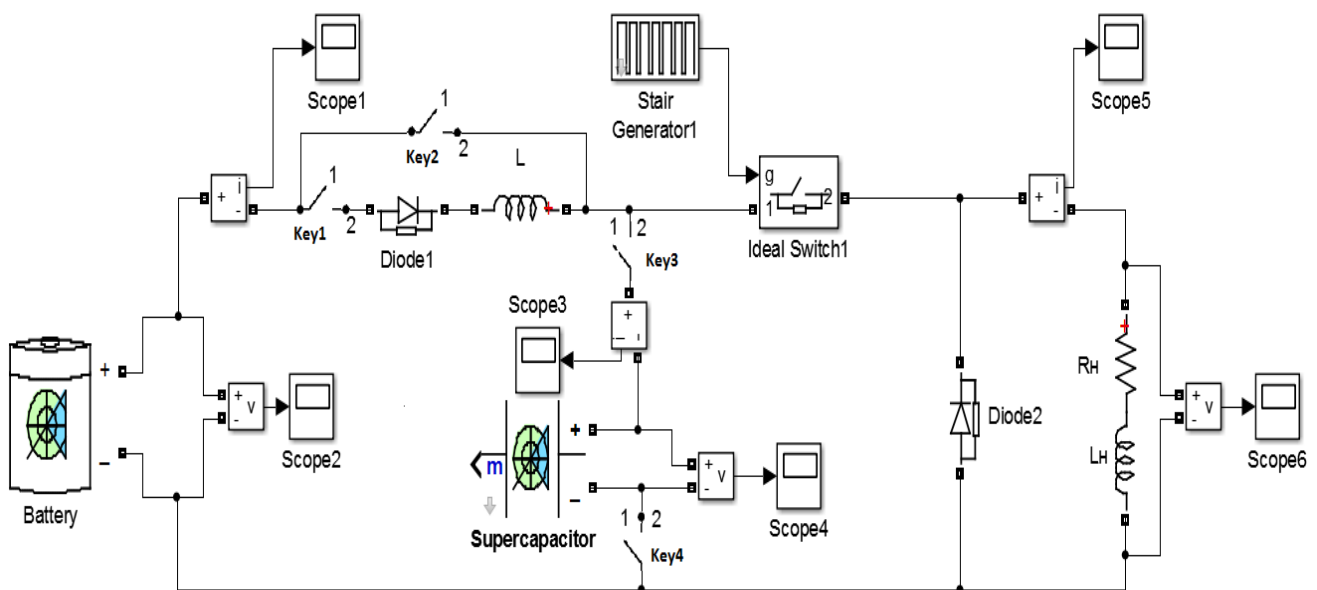 Scope1
Stair
Generator1
Scope5
1
Key2
2
L
i
+
-
1
Key1
2
Diode1
+
g
1
2
Ideal Switch1
i
+
-
1 2
Key3
Scope3
+
-
i
RH
+
LH
Diode2
+
v
-
Scope6
+
–
+
v
-
Scope2
Battery
m
+
–
Supercapacitor
+
v
-
Scope4
1 2
Key4